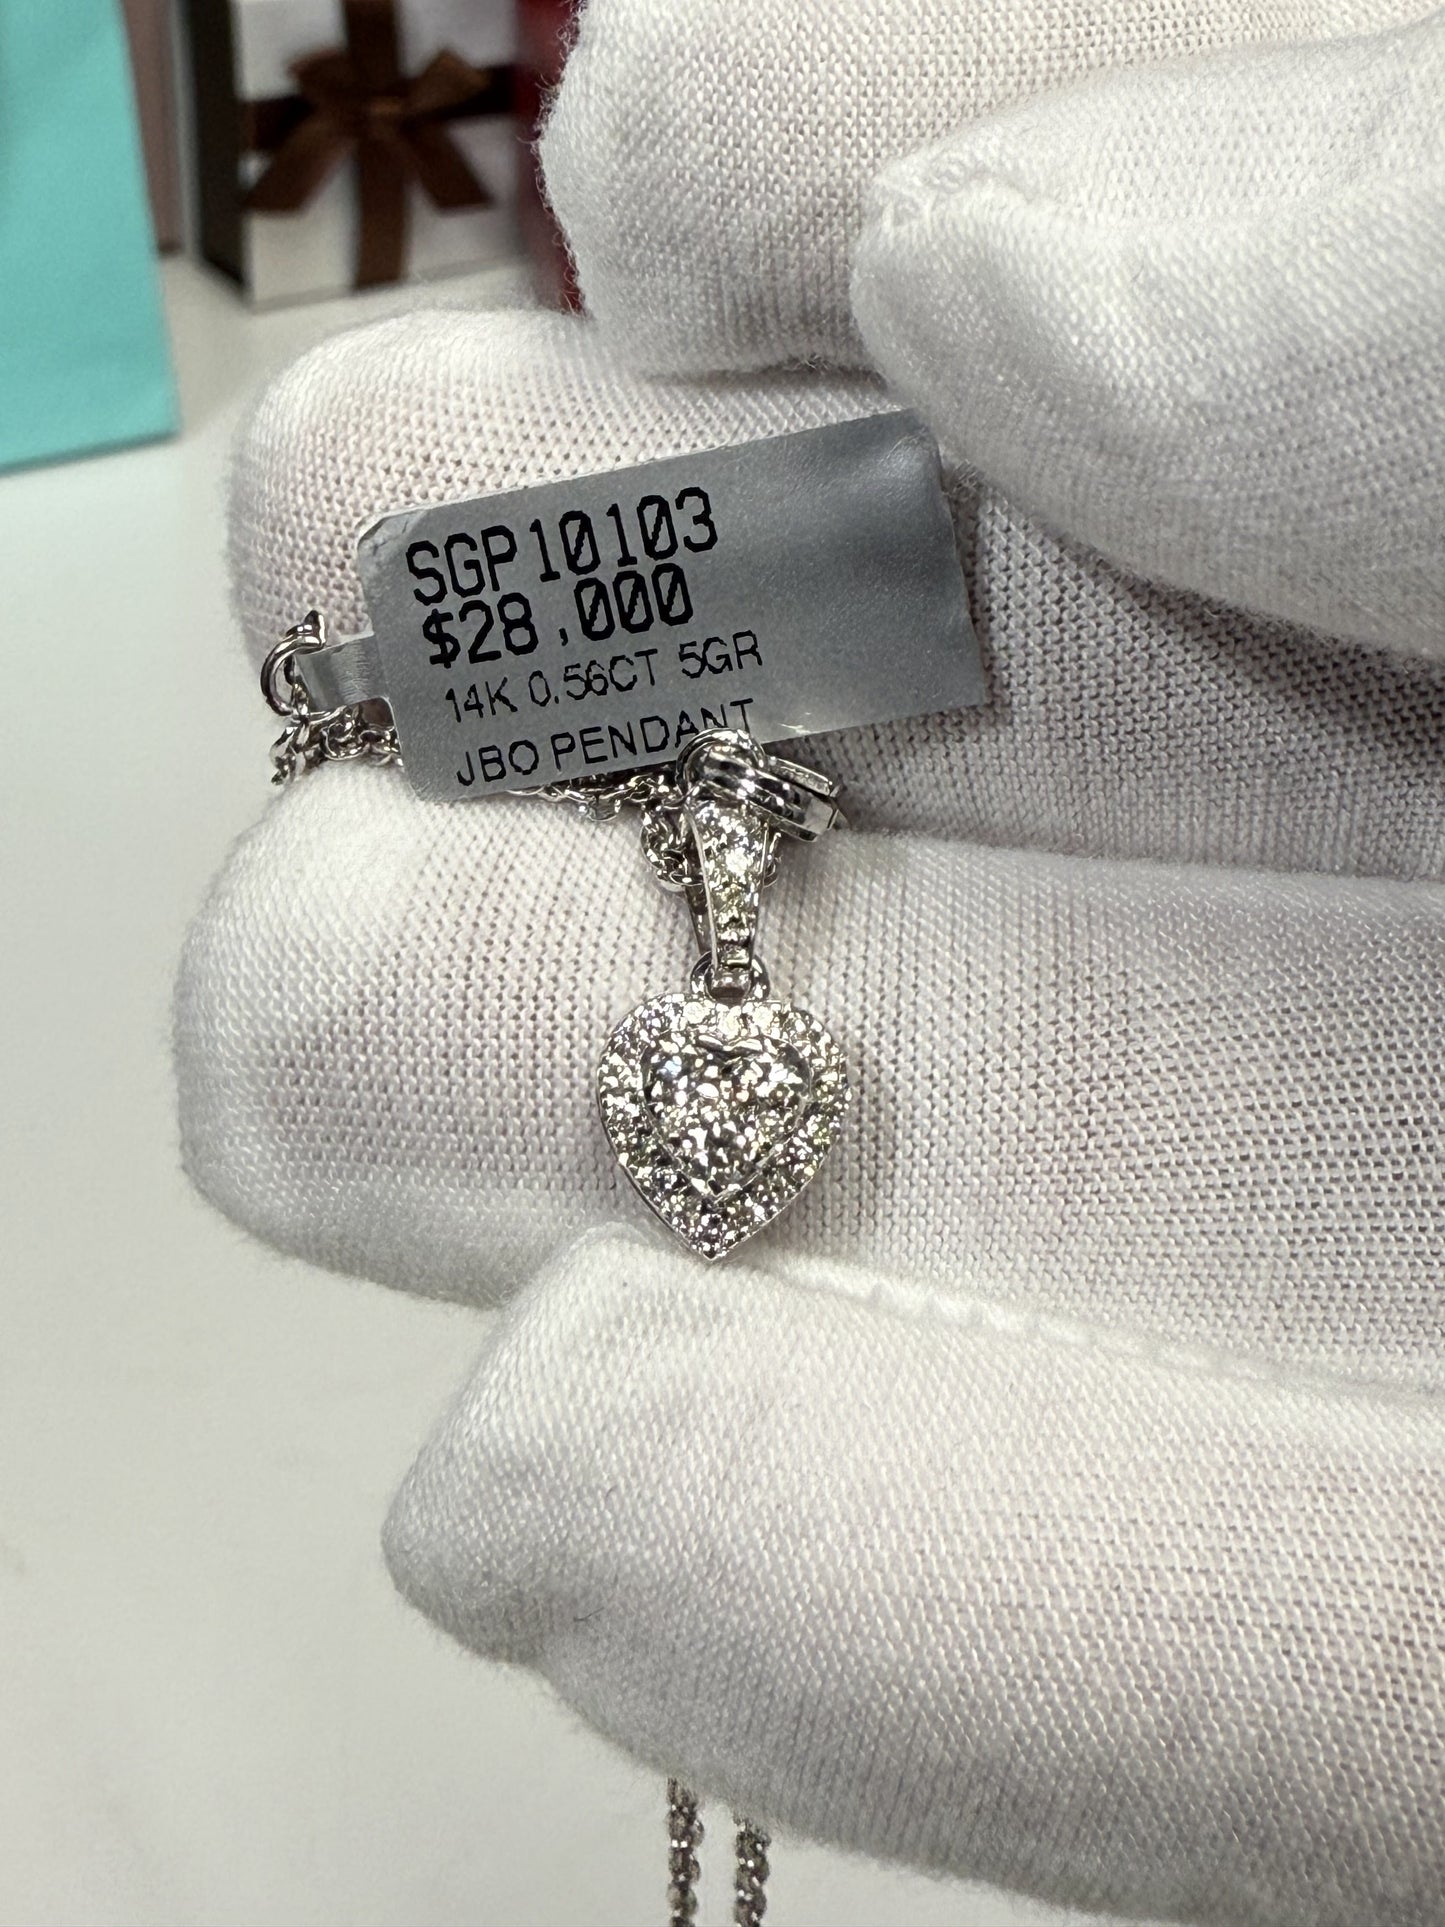 SGP10103
$28,000
14K 0.56CT 5GR
JBO PENDANT